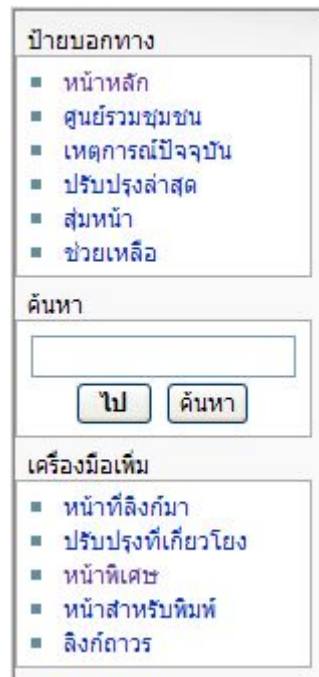 ป้ายบอกทาง
หน้าหลัก
ศูนย์รวมชุมชน
เหตุการณ์ปัจจุบัน
ปรับปรุงล่าสุด
สุ่มหน้า
ช่วยเหลือ
ค้นหา
ไป ค้นหา
เครื่องมือเพิ่ม
หน้าที่ลิงก์มา
ปรับปรุงที่เกี่ยวโยง
หน้าพิเศษ
หน้าสำหรับพิมพ์
ลิงก์ถาวร